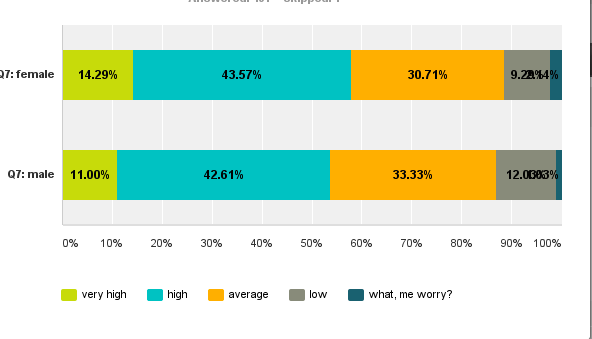 Q7: female
14.29%
43.57%
30.71%
Q7: male
11.00%
42.61%
33.33%
0% 10% 20% 30% 40% 50% 60% 70% 80% 90% 100%
very high high average low what, me worry?